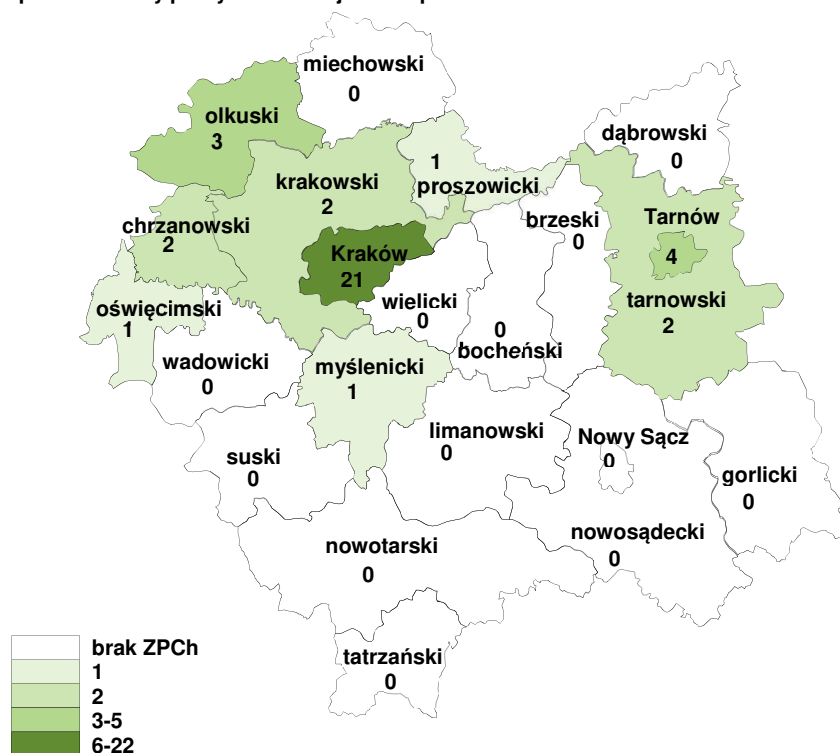 miechowski
0
olkuski
3
dąbrowski
0
1
proszowicki
krakowski
2
brzeski
0
Tarnów
4
tarnowski
2
chrzanowski
2
Kraków
21
wielicki
0
oświęcimski
1
0
bocheński
wadowicki
0
myślenicki
1
limanowski
0
Nowy Sącz
0
suski
0
gorlicki
0
nowotarski
0
nowosądecki
0
tatrzański
0
brak ZPCh
1
2
3-5
6-22